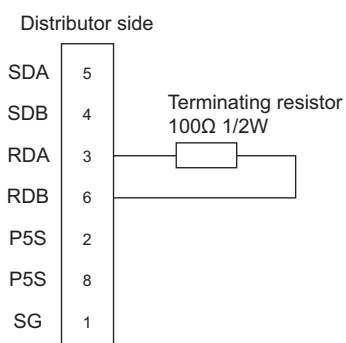 Distributor side
SDA 5
SDB 4
Terminating resistor
100Ω 1/2W
RDA 3
RDB 6
P5S 2
P5S 8
SG 1